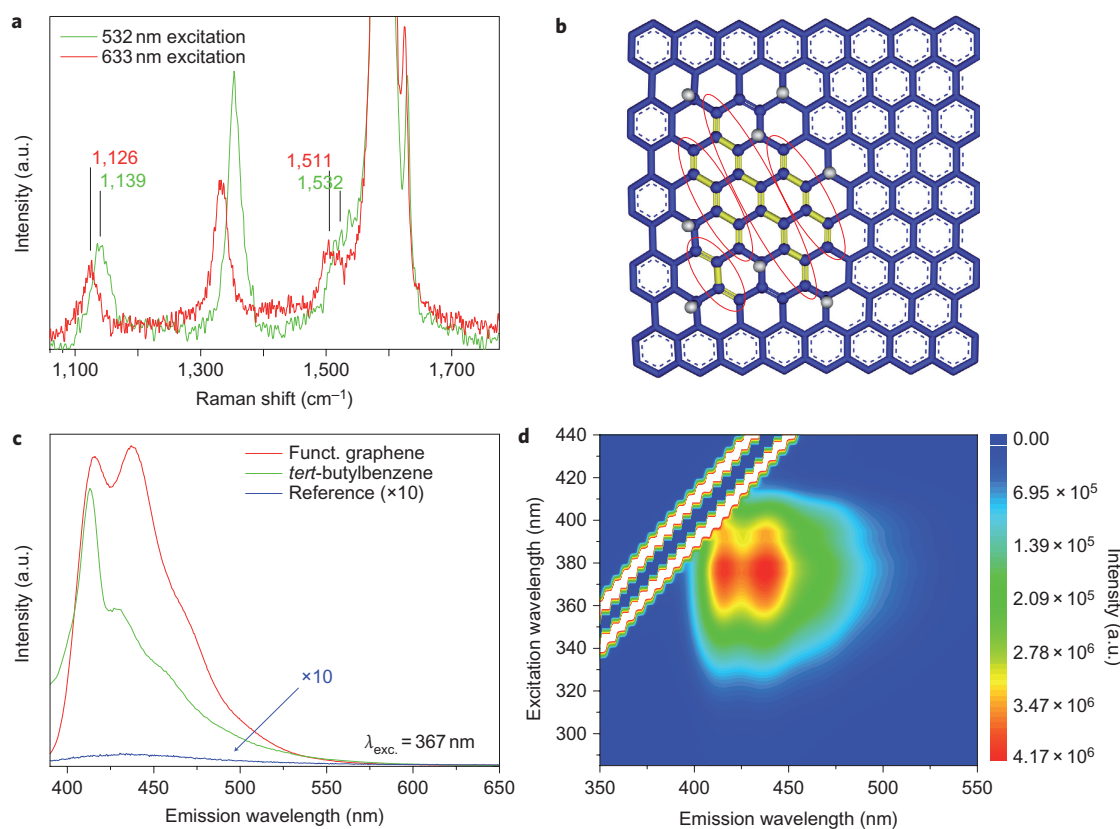 a
532 nm excitation
633 nm excitation
1,126
1,139
1,511
1,532
Intensity (a.u.)
1,100
1,300
1,500
1,700
Raman shift (cm⁻¹)
b
c
Funct. graphene
tert-butylbenzene
Reference (×10)
×10
λexc. = 367 nm
Intensity (a.u.)
400
450
500
550
600
650
Emission wavelength (nm)
d
440
420
400
380
360
340
320
300
Excitation wavelength (nm)
350
400
450
500
550
Emission wavelength (nm)
0.00
6.95 × 10⁵
1.39 × 10⁵
2.09 × 10⁵
2.78 × 10⁶
3.47 × 10⁶
4.17 × 10⁶
Intensity (a.u.)